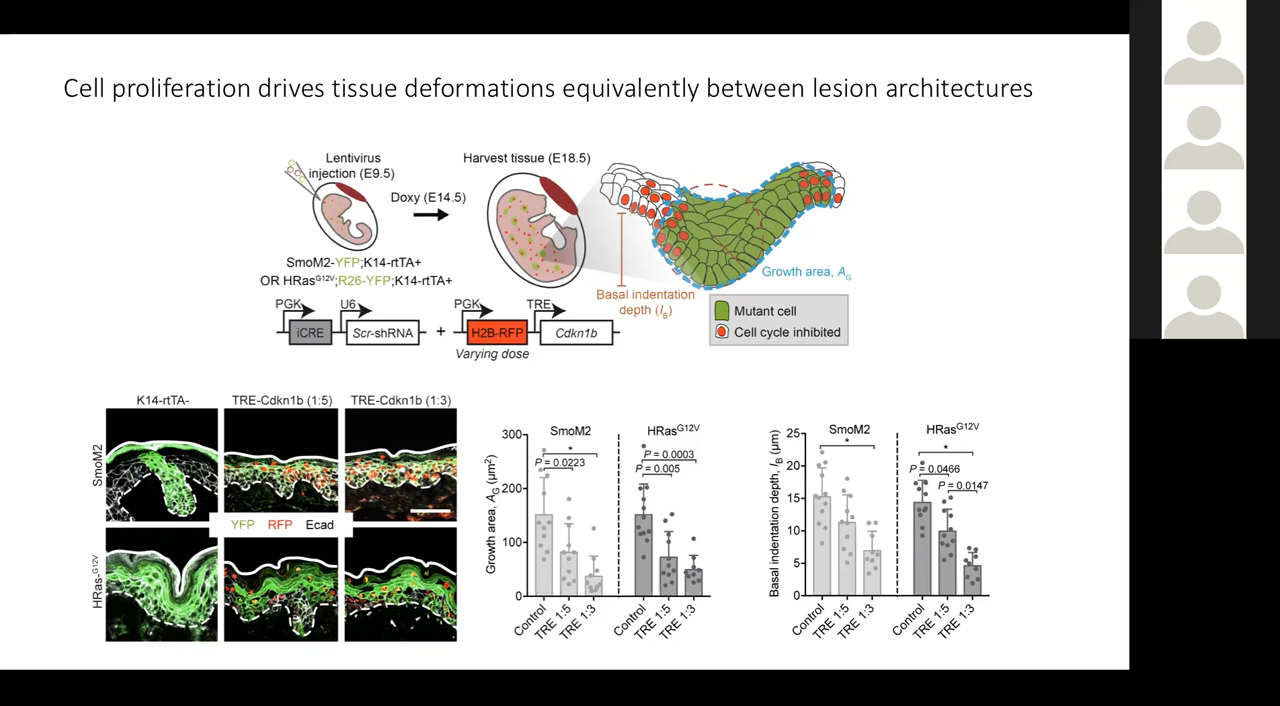 Cell proliferation drives tissue deformations equivalently between lesion architectures
Lentivirus
injection (E9.5)
Doxy (E14.5)
Harvest tissue (E18.5)
SmoM2-YFP;K14-rtTA+
OR HRasG12V;R26-YFP;K14-rtTA+
PGK U6 PGK TRE
iCRE Scr-shRNA + H2B-RFP Cdkn1b
Varying dose
Basal indentation
depth (IB)
Growth area, AG
Mutant cell
Cell cycle inhibited
K14-rtTA- TRE-Cdkn1b (1:5) TRE-Cdkn1b (1:3)
SmoM2
YFP RFP Ecad
HRas-G12V
SmoM2 HRasG12V
Growth area, AG (µm2)
300
200
100
0
*
P = 0.0223
P = 0.0003
P = 0.005
Control TRE 1:5 TRE 1:3 Control TRE 1:5 TRE 1:3
SmoM2 HRasG12V
Basal indentation depth, IB (µm)
25
20
15
10
5
0
*
*
P = 0.0466
P = 0.0147
Control TRE 1:5 TRE 1:3 Control TRE 1:5 TRE 1:3